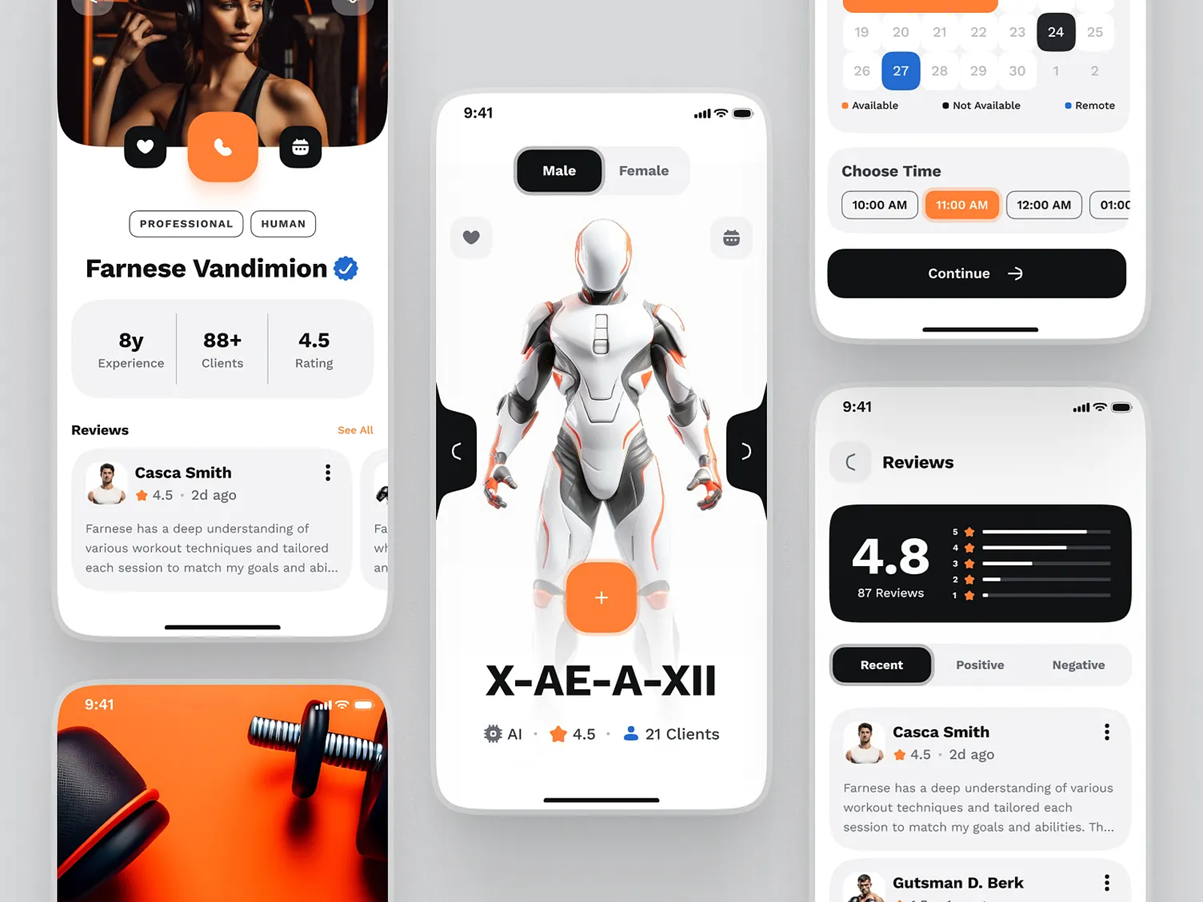 PROFESSIONAL
HUMAN
Farnese Vandimion
8y
Experience
88+
Clients
4.5
Rating
Reviews
See All
Casca Smith
4.5 • 2d ago
Farnese has a deep understanding of
various workout techniques and tailored
each session to match my goals and abi...
9:41
9:41
Male
Female
X-AE-A-XII
AI • 4.5 • 21 Clients
19 20 21 22 23 24 25
26 27 28 29 30 1 2
Available
Not Available
Remote
Choose Time
10:00 AM
11:00 AM
12:00 AM
Continue
9:41
Reviews
4.8
87 Reviews
5
4
3
2
1
Recent
Positive
Negative
Casca Smith
4.5 • 2d ago
Farnese has a deep understanding of various
workout techniques and tailored each
session to match my goals and abilities. Th...
Gutsman D. Berk